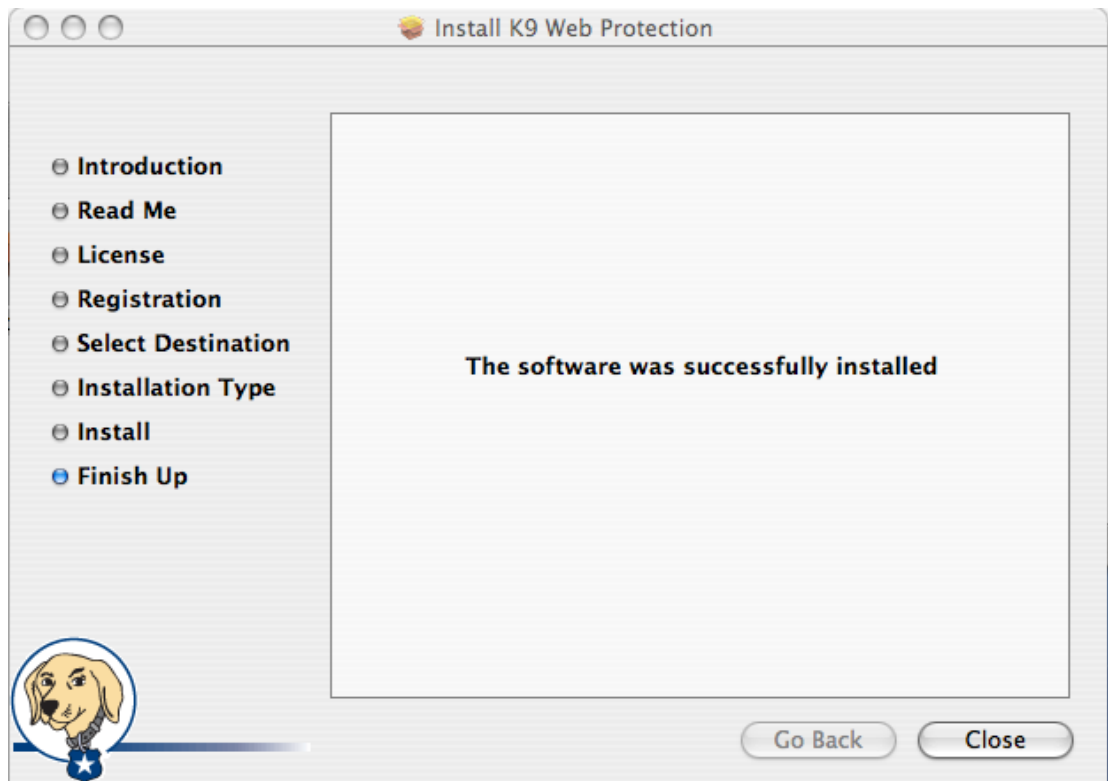 Install K9 Web Protection
Introduction
Read Me
License
Registration
Select Destination
Installation Type
Install
Finish Up
The software was successfully installed
Go Back
Close